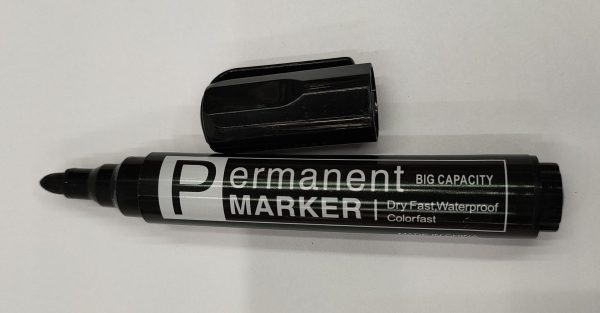 Permanent BIG CAPACITY
MARKER
Dry Fast,Waterproof
Colorfast